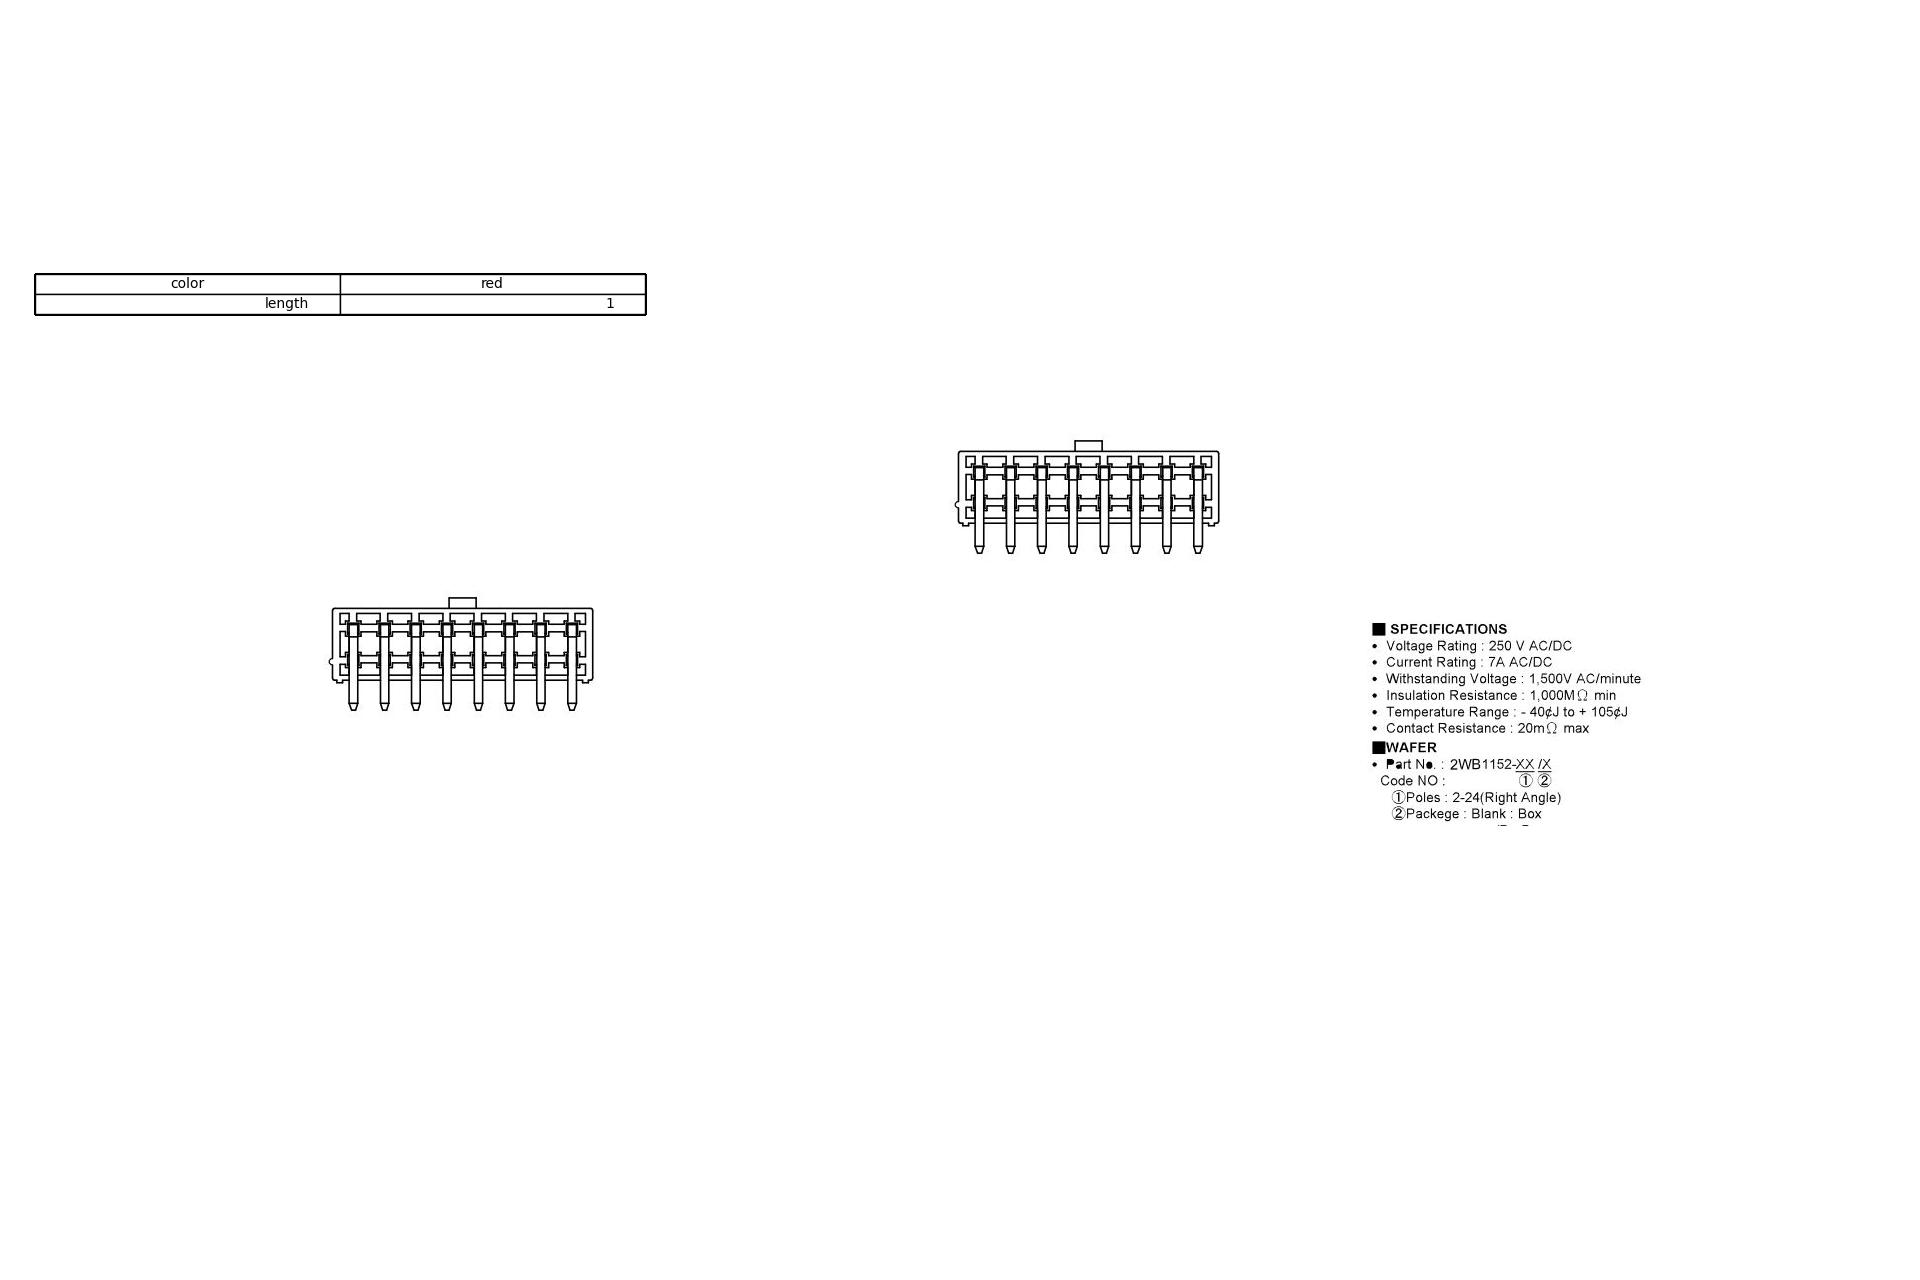 color red
length 1
■ SPECIFICATIONS
• Voltage Rating : 250 V AC/DC
• Current Rating : 7A AC/DC
• Withstanding Voltage : 1,500V AC/minute
• Insulation Resistance : 1,000MΩ min
• Temperature Range : - 40¢J to + 105¢J
• Contact Resistance : 20mΩ max
■WAFER
• Part No. : 2WB1152-XX /X
Code NO : ① ②
①Poles : 2-24(Right Angle)
②Packege : Blank : Box